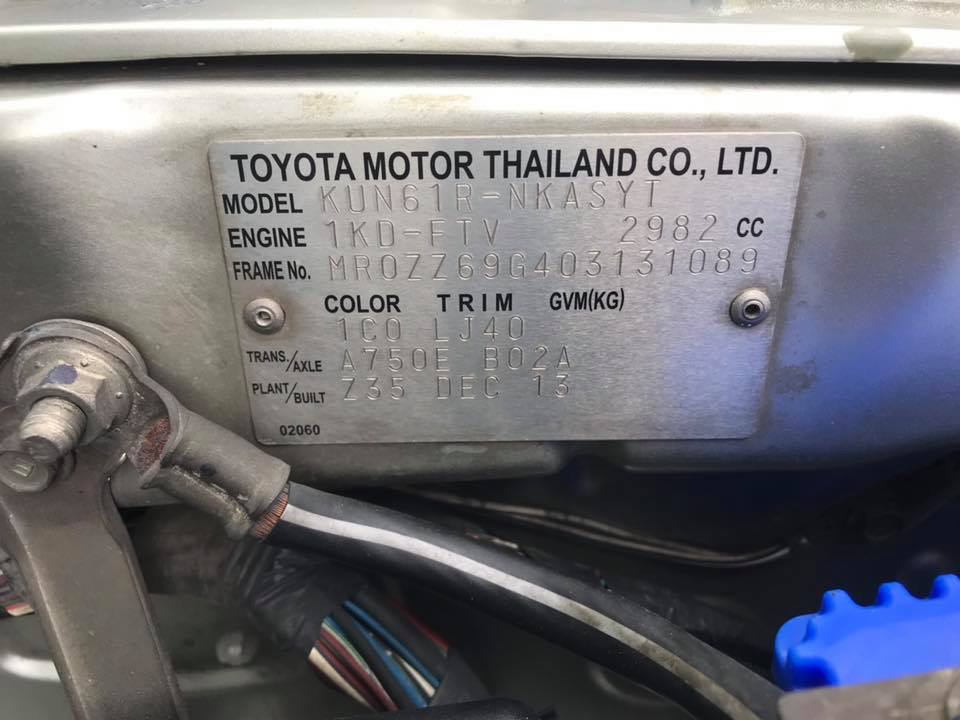 TOYOTA MOTOR THAILAND CO., LTD.
MODEL KUN61R-NKASYT
ENGINE 1KD-FTV 2982 CC
FRAME No. MR0ZZ69G403131089
COLOR TRIM GVM(KG)
1C0 LJ40
TRANS./AXLE A750E B02A
PLANT/BUILT Z35 DEC 13
02060